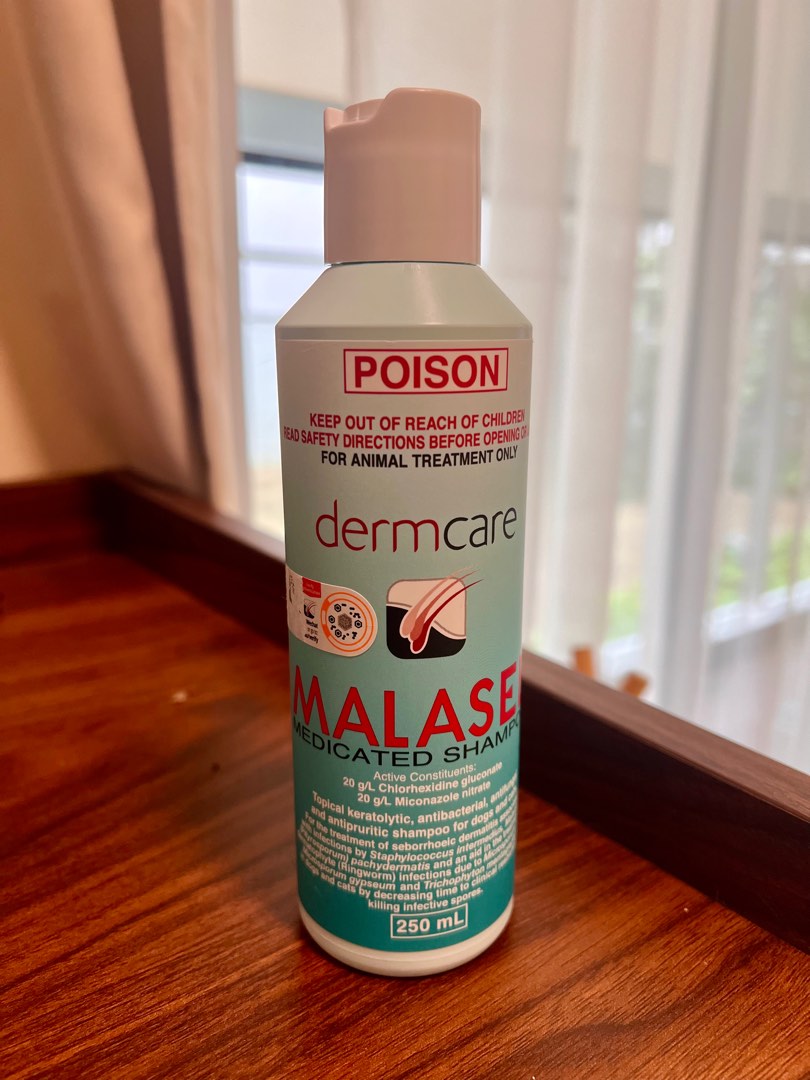 POISON
KEEP OUT OF REACH OF CHILDREN
READ SAFETY DIRECTIONS BEFORE OPENING OR
FOR ANIMAL TREATMENT ONLY
dermcare
MALASE
MEDICATED SHAMPO
Active Constituents:
20 g/L Chlorhexidine gluconate
20 g/L Miconazole nitrate
Topical keratolytic, antibacterial, antifungal
and antipruritic shampoo for dogs and
For the treatment of seborrhoeic dermatitis
infections by Staphylococcus intermedius,
pachydermatis and an aid in the
(Ringworm) infections due to
gypseum and Trichophyton
dogs and cats by decreasing time to clinical
killing infective spores.
250 mL